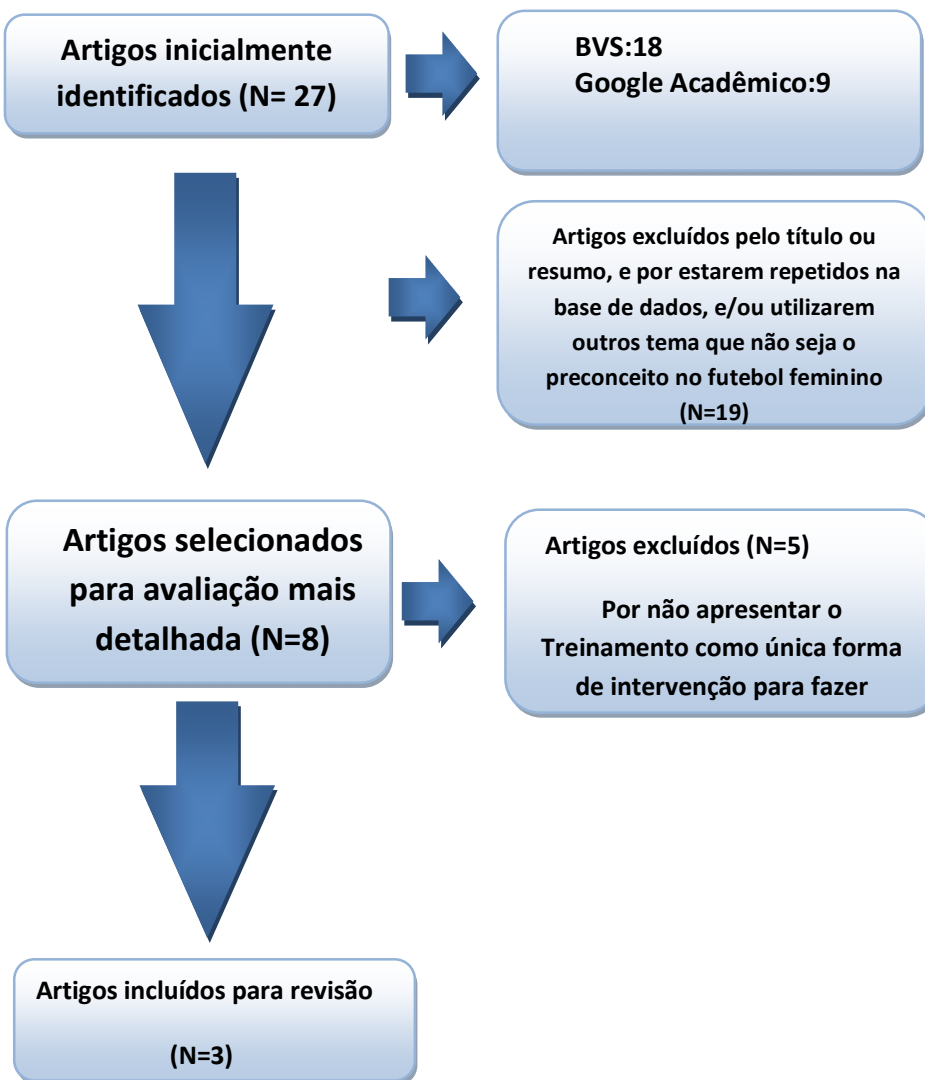 Artigos inicialmente
identificados (N= 27)
BVS:18
Google Acadêmico:9
Artigos excluídos pelo título ou
resumo, e por estarem repetidos na
base de dados, e/ou utilizarem
outros tema que não seja o
preconceito no futebol feminino
(N=19)
Artigos selecionados
para avaliação mais
detalhada (N=8)
Artigos excluídos (N=5)
Por não apresentar o
Treinamento como única forma
de intervenção para fazer
Artigos incluídos para revisão
(N=3)